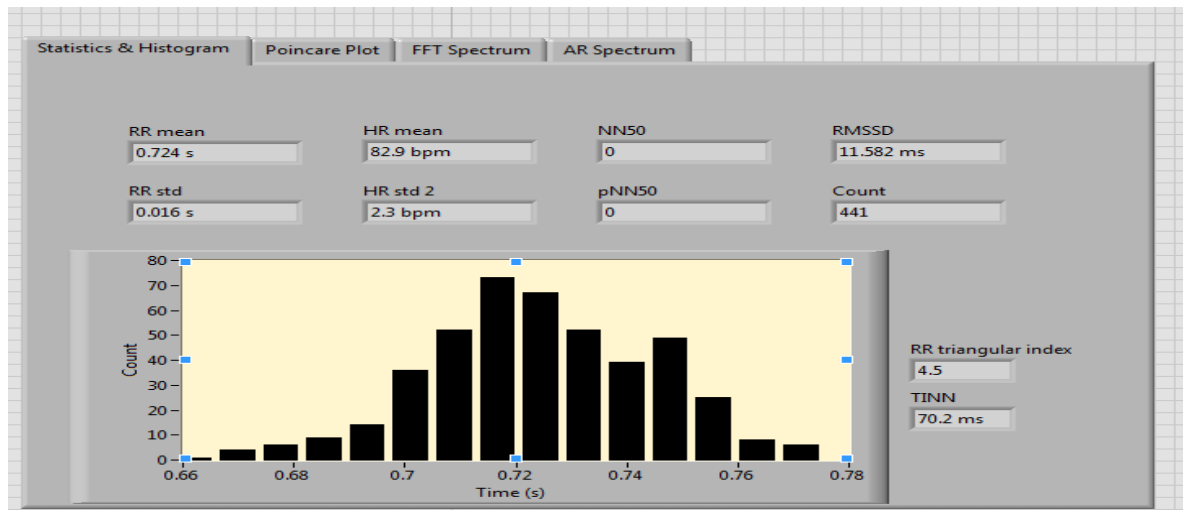 Statistics & Histogram Poincare Plot FFT Spectrum AR Spectrum
RR mean HR mean NN50 RMSSD
0.724 s 82.9 bpm 0 11.582 ms
RR std HR std 2 pNN50 Count
0.016 s 2.3 bpm 0 441
80
70
60
50
40
30
20
10
0
Count
0.66 0.68 0.7 0.72 0.74 0.76 0.78
Time (s)
RR triangular index
4.5
TINN
70.2 ms